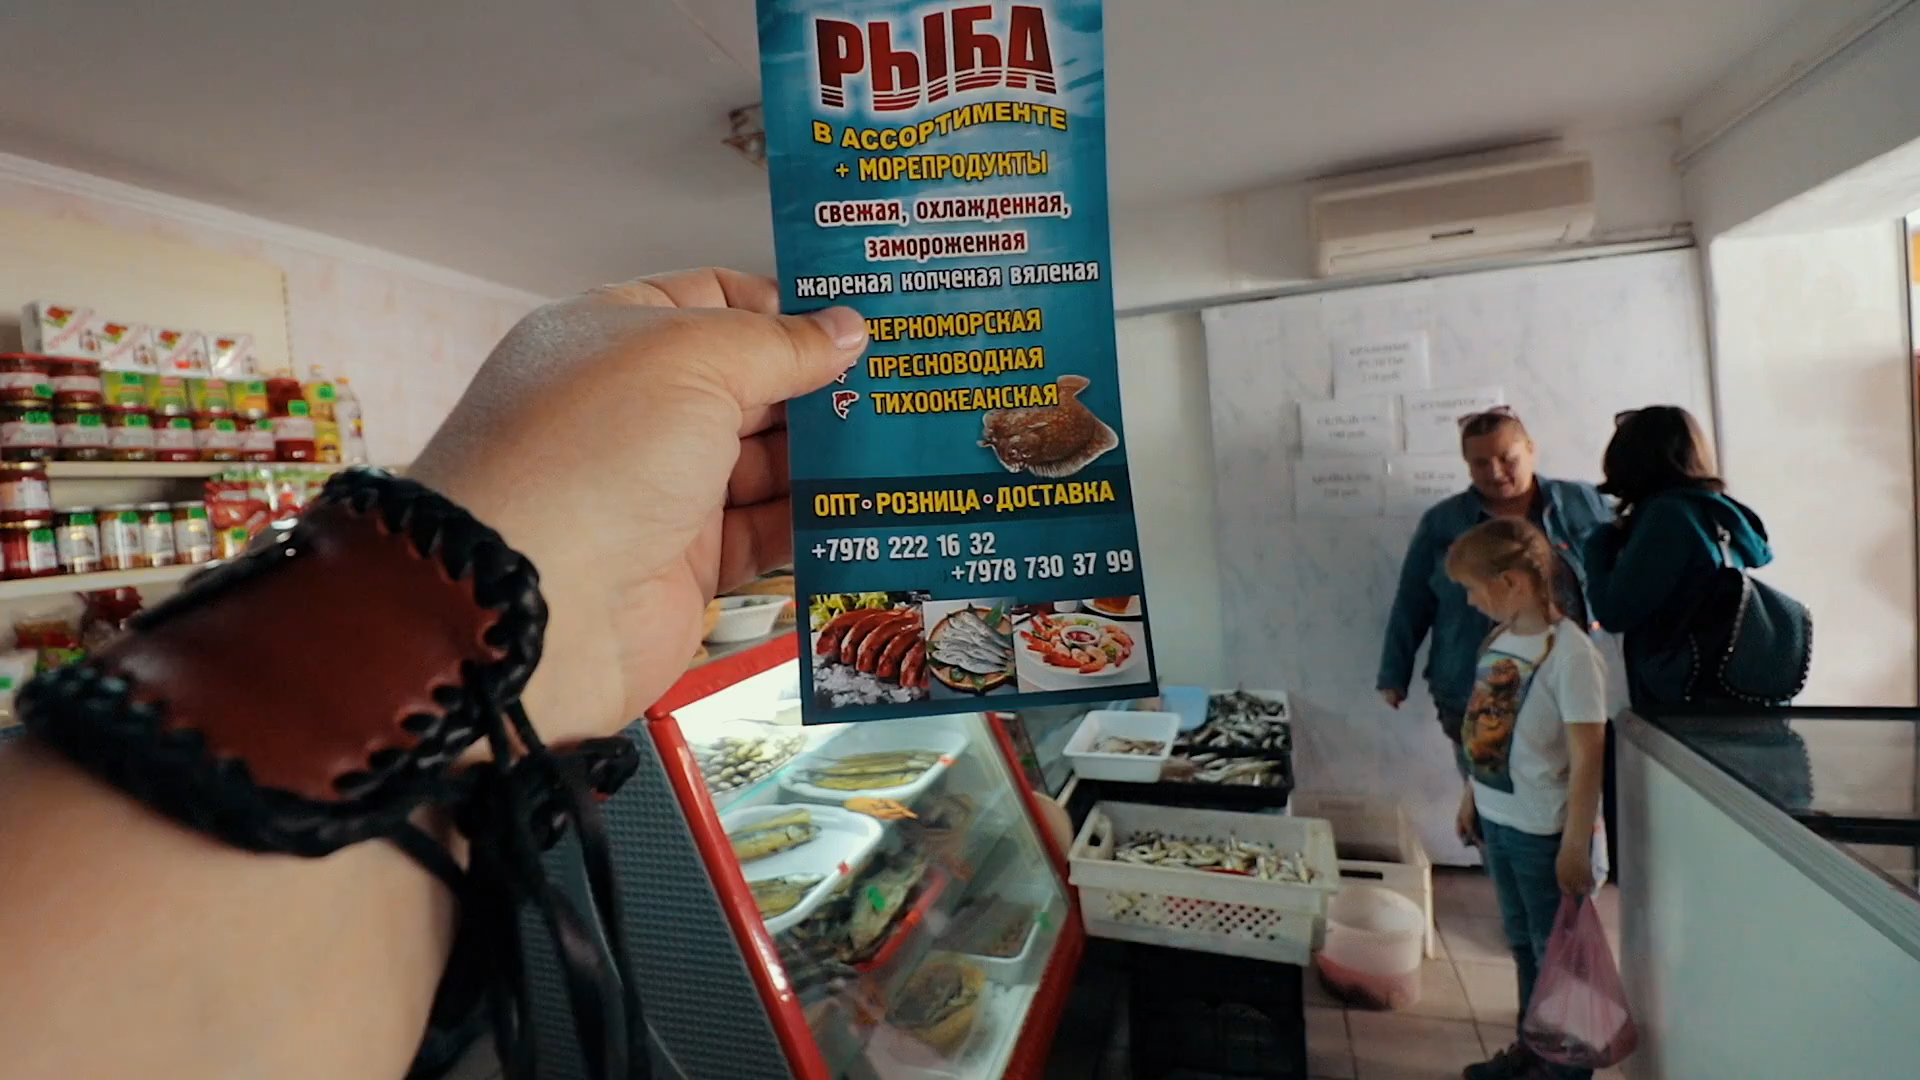 РЫБА
В АССОРТИМЕНТЕ
+ МОРЕПРОДУКТЫ
свежая, охлажденная,
замороженная
жареная копченая вяленая
ЧЕРНОМОРСКАЯ
ПРЕСНОВОДНАЯ
ТИХООКЕАНСКАЯ
ОПТ•РОЗНИЦА•ДОСТАВКА
+7978 222 16 32
+7978 730 37 99